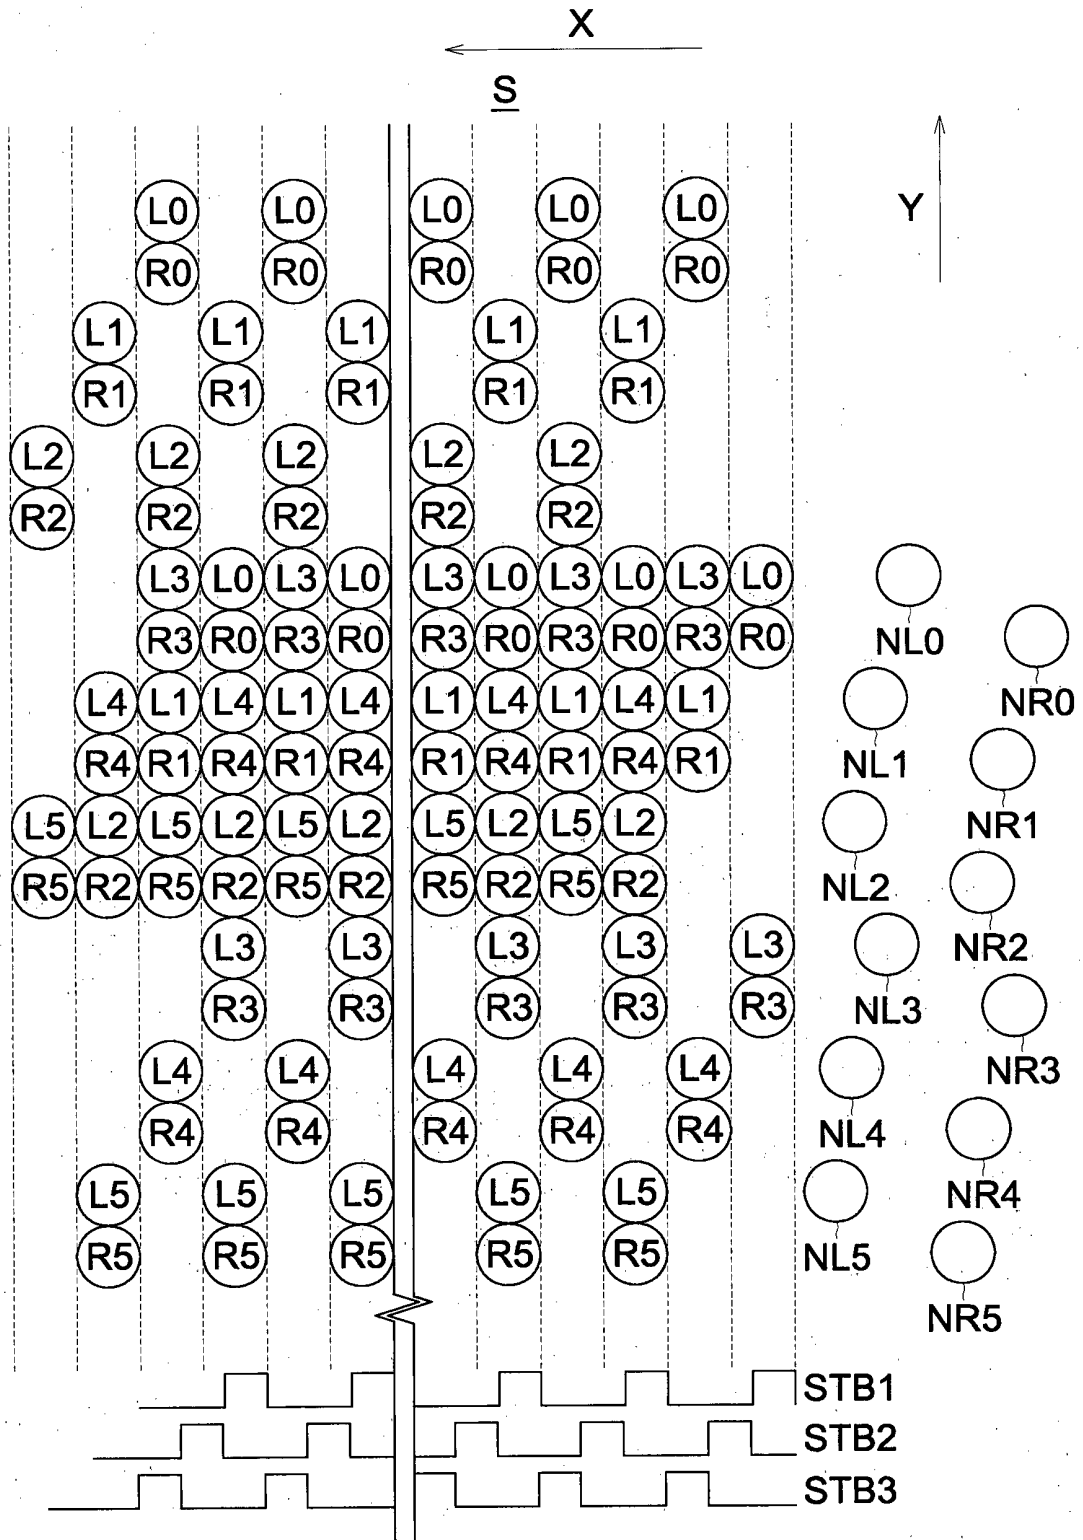 X
S
Y
L0 L0 L0 L0 L0
R0 R0 R0 R0 R0
L1 L1 L1 L1 L1
R1 R1 R1 R1 R1
L2 L2 L2 L2 L2
R2 R2 R2 R2 R2
L3 L0 L3 L0 L3 L0 L3 L0 L3 L0
R3 R0 R3 R0 R3 R0 R3 R0 R3 R0
NL0
L4 L1 L4 L1 L4 L1 L4 L1 L4 L1
NR0
R4 R1 R4 R1 R4 R1 R4 R1 R4 R1
NL1
L5 L2 L5 L2 L5 L2 L5 L2 L5 L2
NR1
R5 R2 R5 R2 R5 R2 R5 R2 R5 R2
NL2
L3 L3 L3 L3 L3
NR2
R3 R3 R3 R3 R3
NL3
L4 L4 L4 L4 L4
NR3
R4 R4 R4 R4 R4
NL4
L5 L5 L5 L5 L5
NR4
R5 R5 R5 R5 R5
NL5
NR5
STB1
STB2
STB3